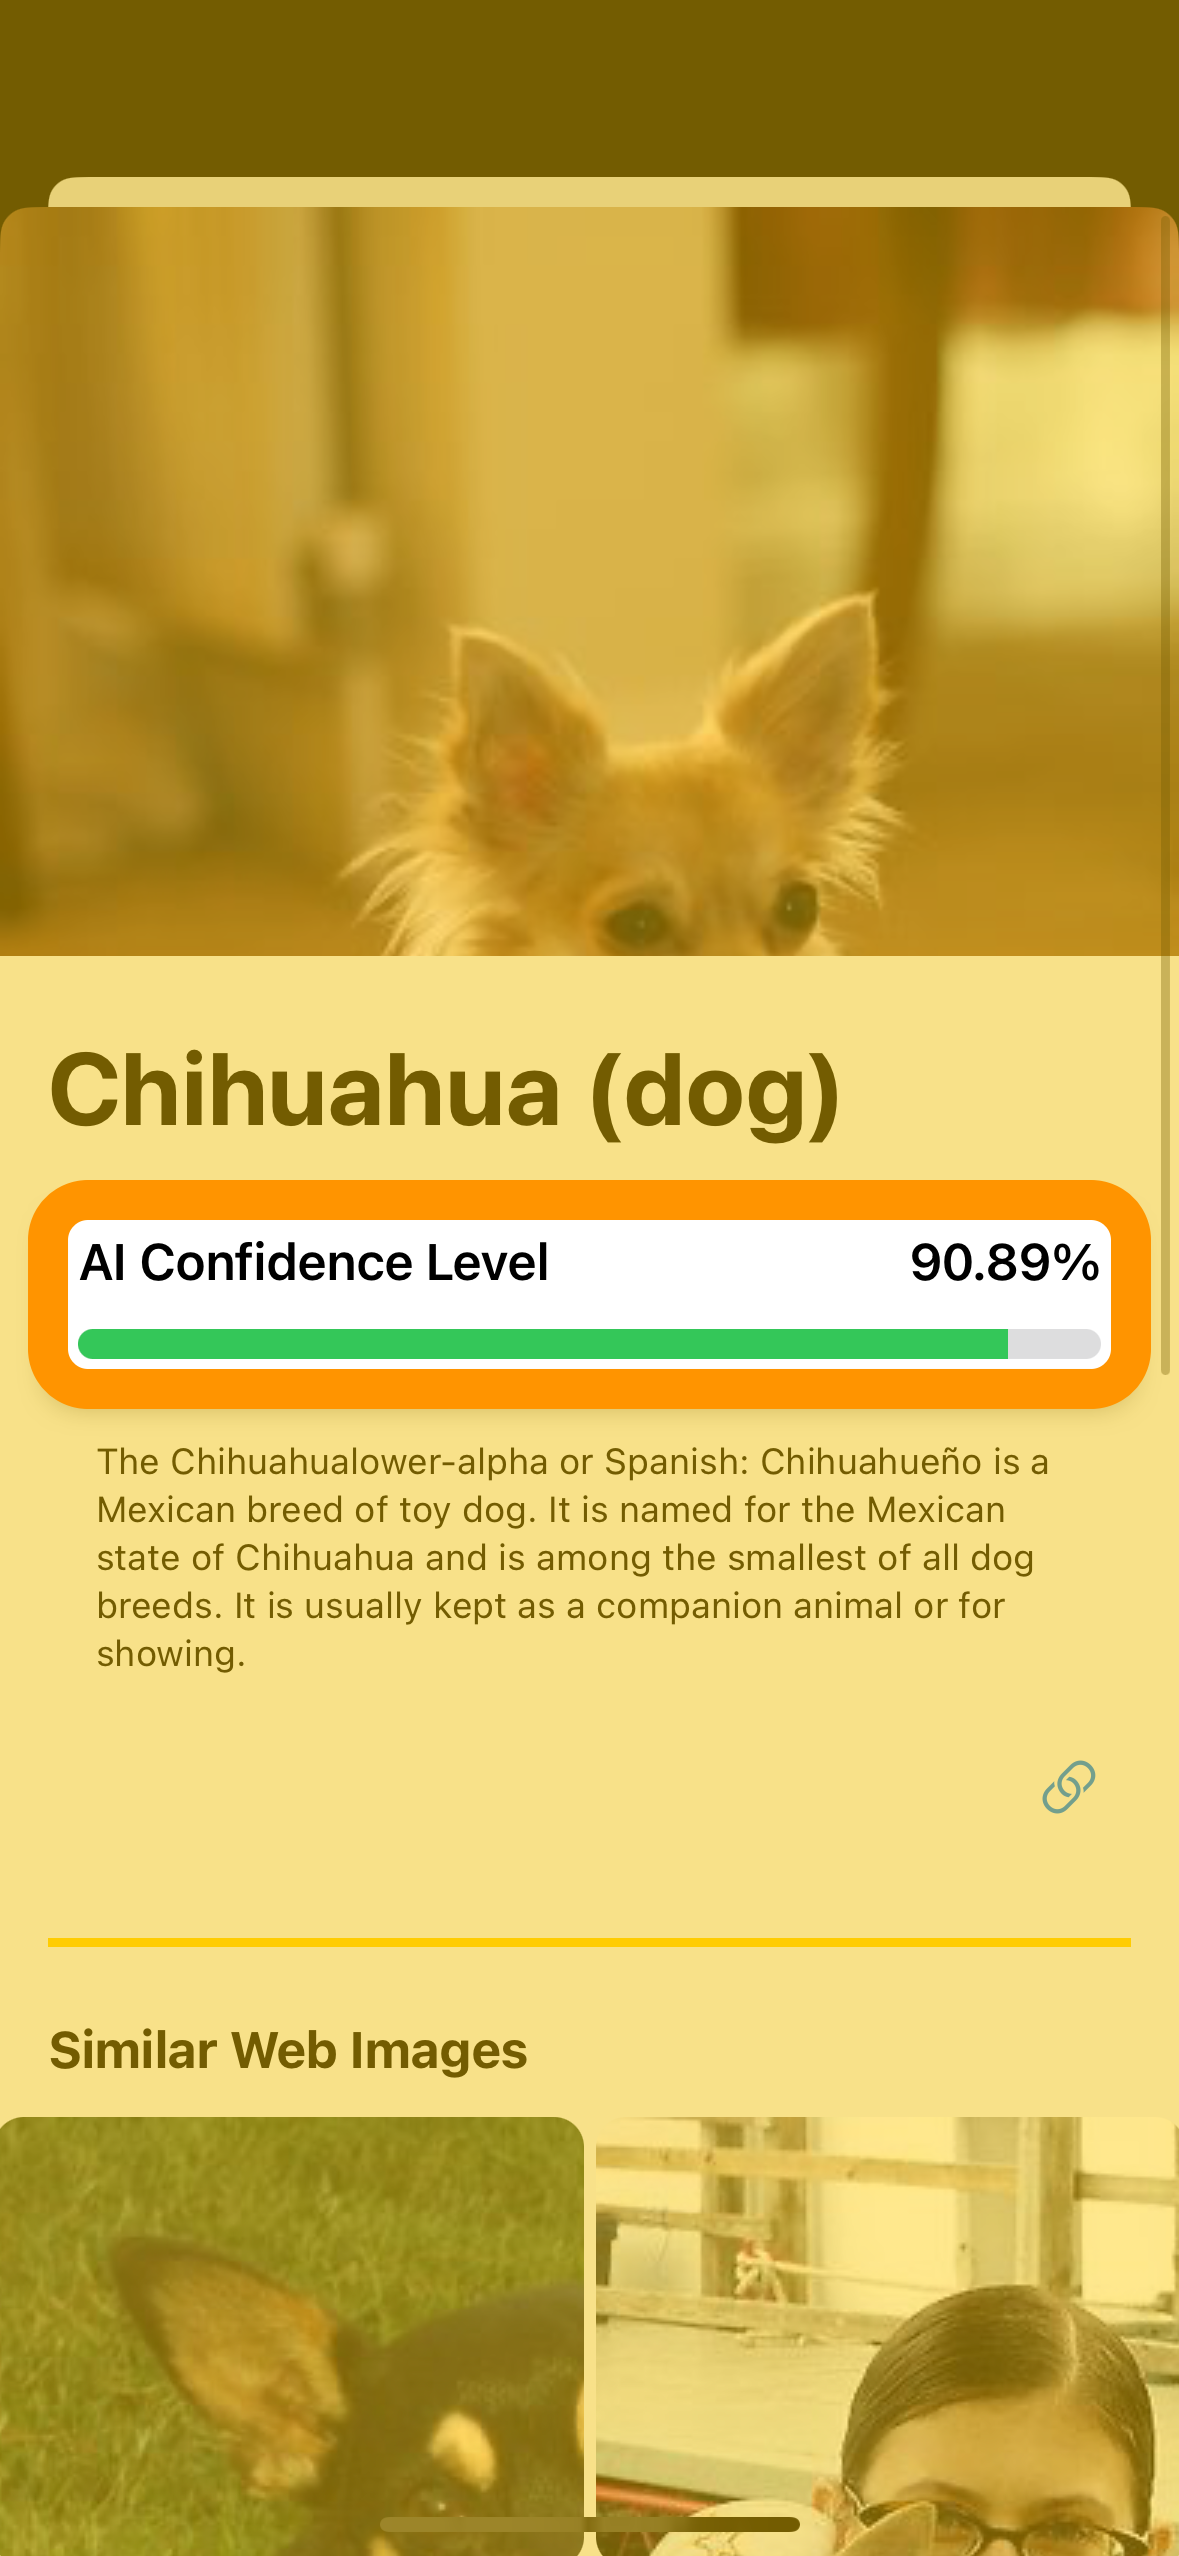 Chihuahua (dog)
AI Confidence Level 90.89%
The Chihuahualower-alpha or Spanish: Chihuahueño is a
Mexican breed of toy dog. It is named for the Mexican
state of Chihuahua and is among the smallest of all dog
breeds. It is usually kept as a companion animal or for
showing.
Similar Web Images